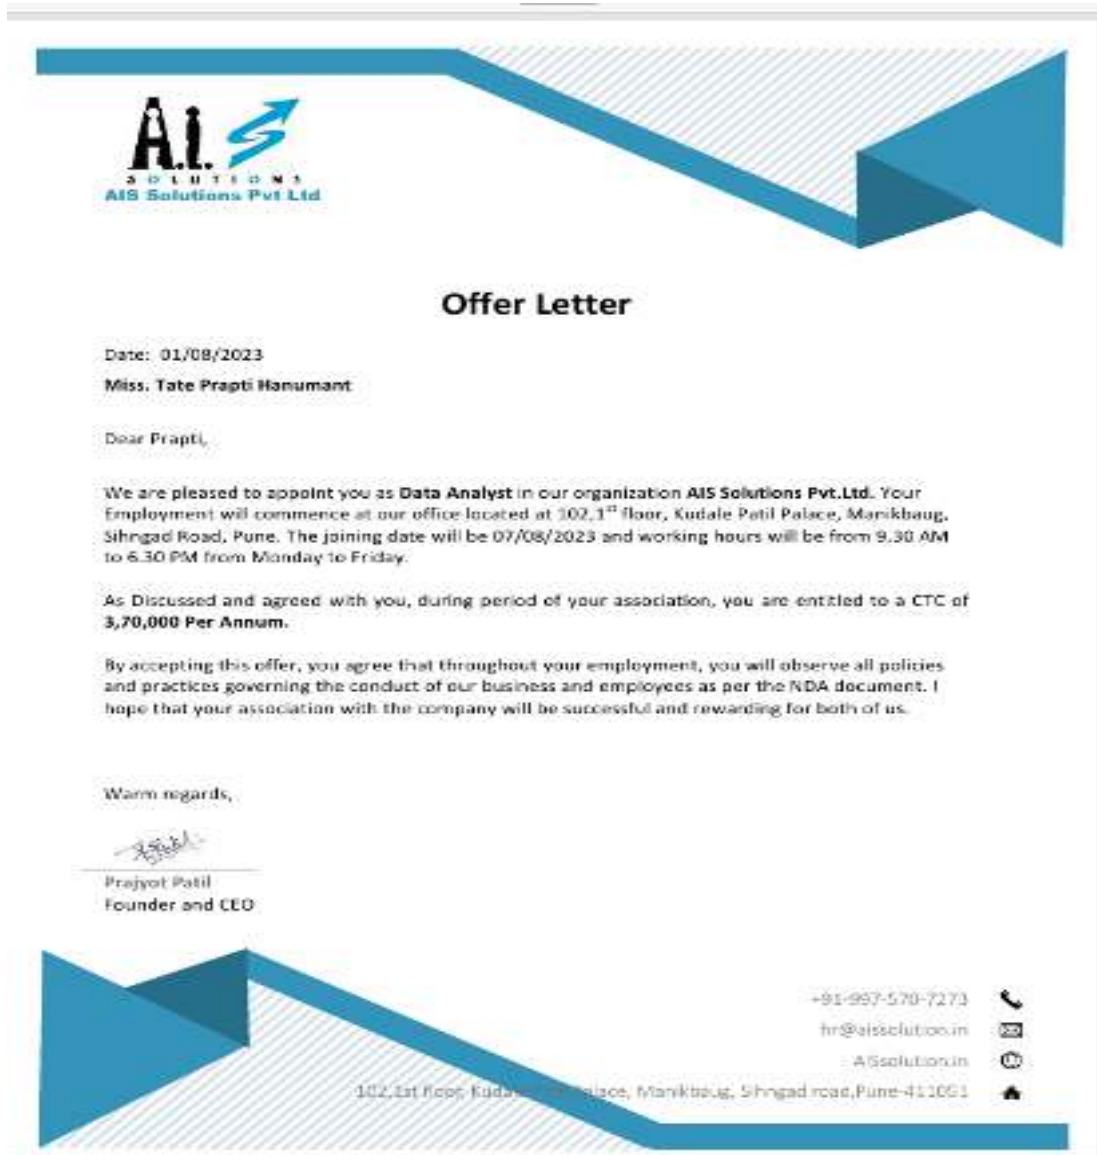 A.I.S
SOLUTIONS
AIS Solutions Pvt Ltd
Offer Letter
Date: 01/08/2023
Miss. Tate Prapti Hanumant
Dear Prapti,
We are pleased to appoint you as Data Analyst in our organization AIS Solutions Pvt.Ltd. Your
Employment will commence at our office located at 102,1st floor, Kudale Patil Palace, Manikbaug,
Sihngad Road, Pune. The joining date will be 07/08/2023 and working hours will be from 9.30 AM
to 6.30 PM from Monday to Friday.
As Discussed and agreed with you, during period of your association, you are entitled to a CTC of
3,70,000 Per Annum.
By accepting this offer, you agree that throughout your employment, you will observe all policies
and practices governing the conduct of our business and employees as per the NDA document. I
hope that your association with the company will be successful and rewarding for both of us.
Warm regards,
Prajyot Patil
Founder and CEO
+91-997-570-7273
hr@aissolution.in
AISsolution.in
102,1st floor, Kudale Palace, Manikbaug, Sihngad road,Pune-411051